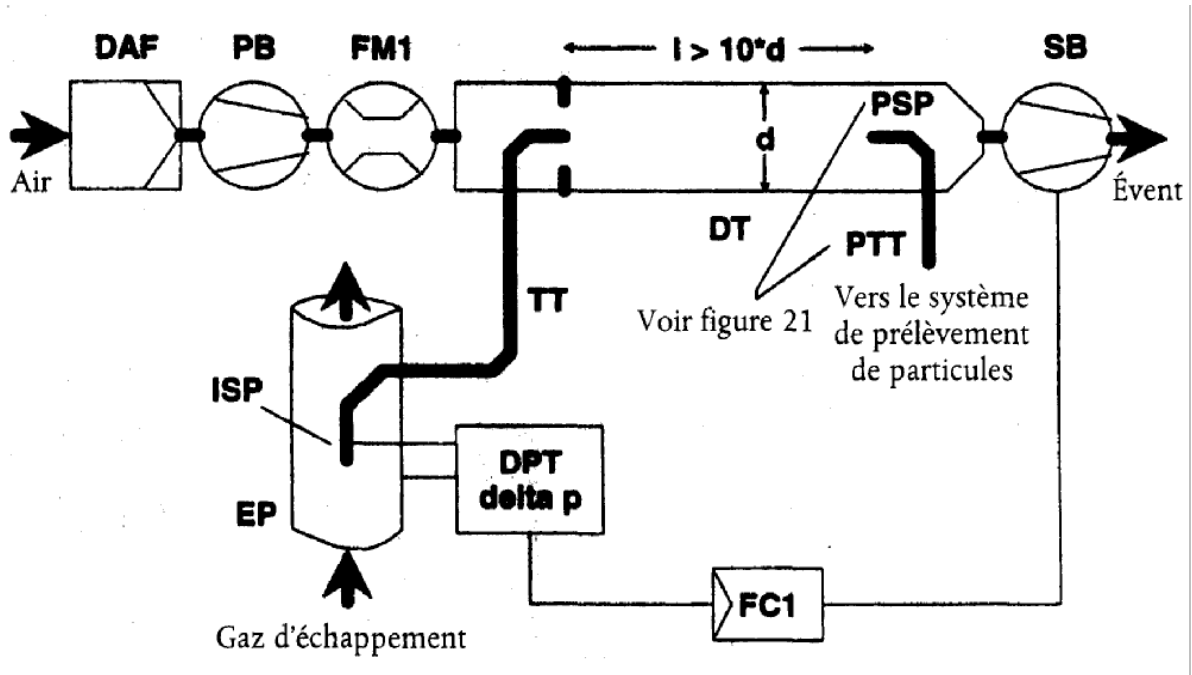 DAF
PB
FM1
l > 10*d
SB
PSP
d
Air
Évent
DT
PTT
TT
Voir figure 21
Vers le système
de prélèvement
de particules
ISP
DPT
delta p
EP
FC1
Gaz d'échappement